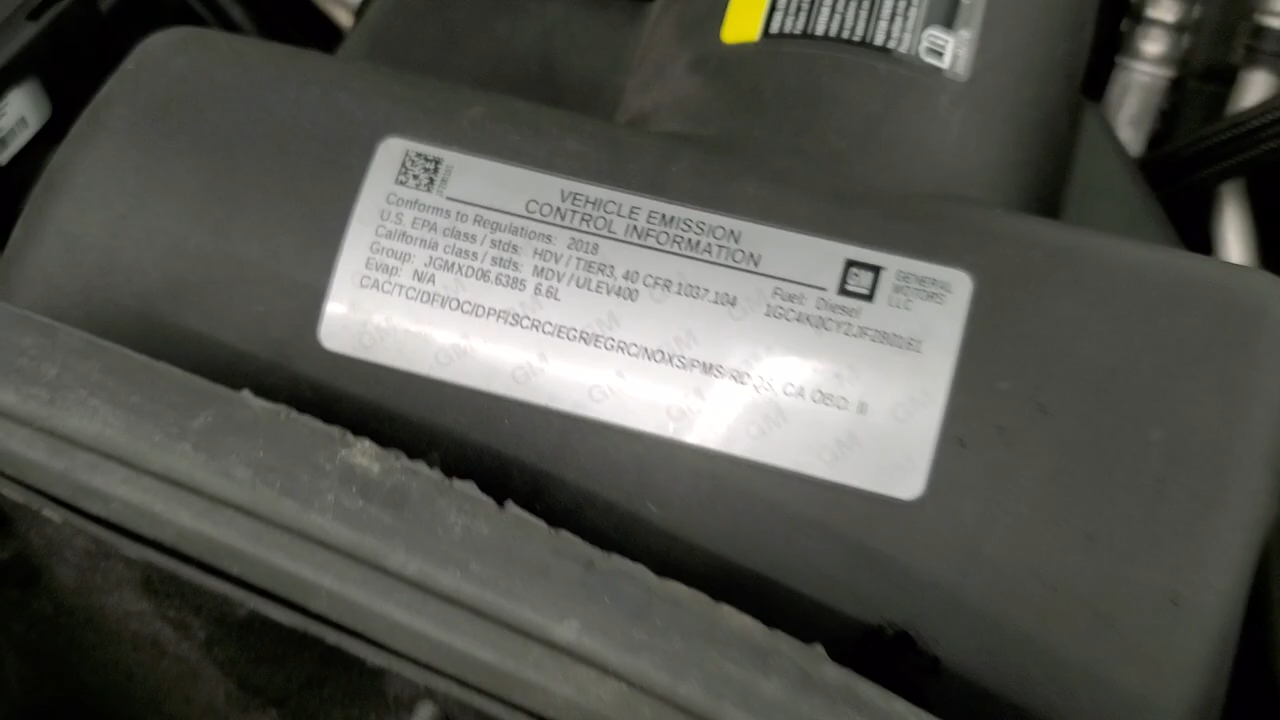 VEHICLE EMISSION
CONTROL INFORMATION
Conforms to Regulations: 2018
U.S. EPA class / stds: HDV / TIER3, 40 CFR 1037.104
California class / stds: MDV / ULEV400
Group: JGMXD06.6385 6.6L
Evap: N/A
CAC/TC/DFI/OC/DPF/SCRC/EGR/EGRC/NOXS/PMS/ CA OBD II
GM
GENERAL
MOTORS
LLC
Fuel: Diesel